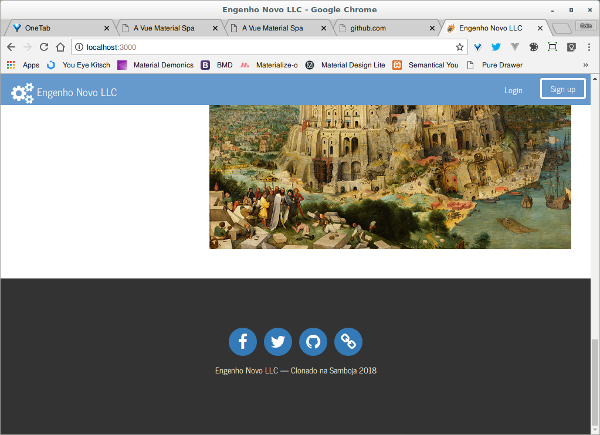 Engenho Novo LLC - Google Chrome
OneTab
A Vue Material Spa
A Vue Material Spa
github.com
Engenho Novo LLC
localhost:3000
Apps
You Eye Kitsch
Material Demonics
BMD
Materialize-o
Material Design Lite
Semantical You
Pure Drawer
Engenho Novo LLC
Login
Sign up
Engenho Novo LLC — Clonado na Samboja 2018